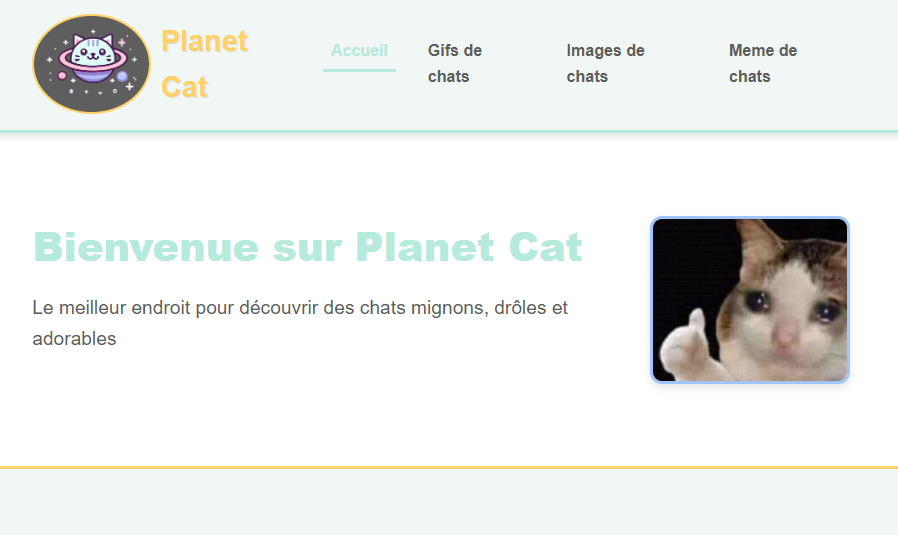 Planet
Cat
Accueil
Gifs de
chats
Images de
chats
Meme de
chats
Bienvenue sur Planet Cat
Le meilleur endroit pour découvrir des chats mignons, drôles et
adorables